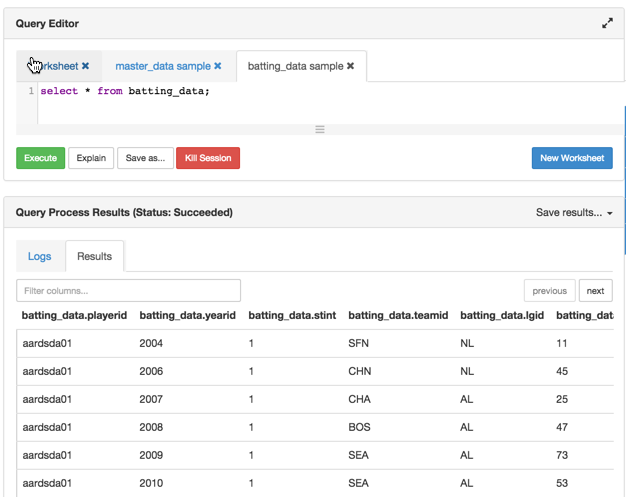 Query Editor
master_data sample ✖ batting_data sample ✖
1 select * from batting_data;
Execute Explain Save as... Kill Session New Worksheet
Query Process Results (Status: Succeeded) Save results...
Logs Results
Filter columns... previous next
batting_data.playerid batting_data.yearid batting_data.stint batting_data.teamid batting_data.lgid
aardsda01 2004 1 SFN NL 11
aardsda01 2006 1 CHN NL 45
aardsda01 2007 1 CHA AL 25
aardsda01 2008 1 BOS AL 47
aardsda01 2009 1 SEA AL 73
aardsda01 2010 1 SEA AL 53